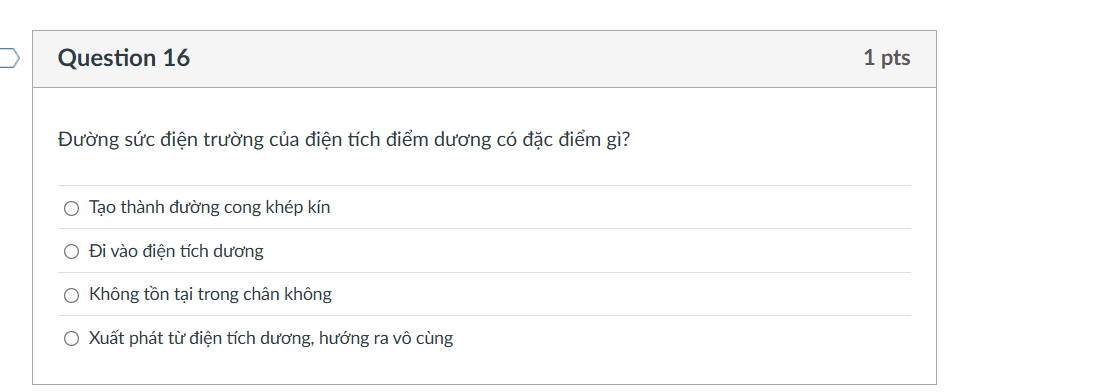 Question 16
1 pts
Đường sức điện trường của điện tích điểm dương có đặc điểm gì?
Tạo thành đường cong khép kín
Đi vào điện tích dương
Không tồn tại trong chân không
Xuất phát từ điện tích dương, hướng ra vô cùng